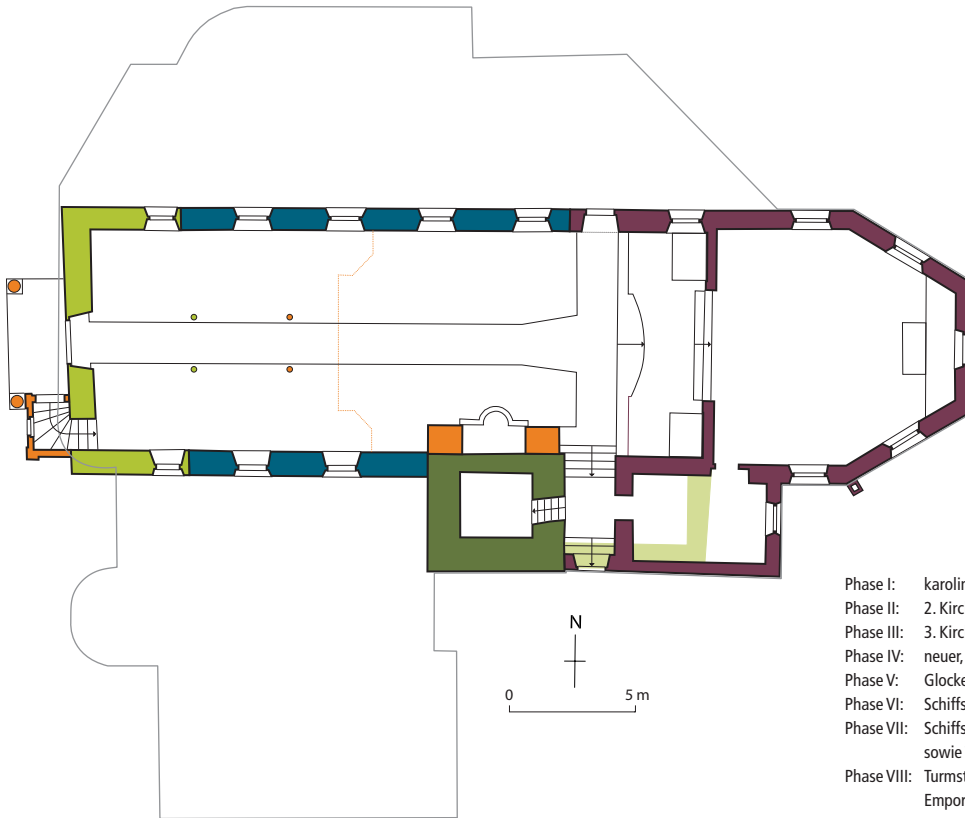 N
0 5 m
Phase I: karolin
Phase II: 2. Kirc
Phase III: 3. Kirc
Phase IV: neuer,
Phase V: Glocke
Phase VI: Schiffs
Phase VII: Schiffs
sowie
Phase VIII: Turmst
Empor